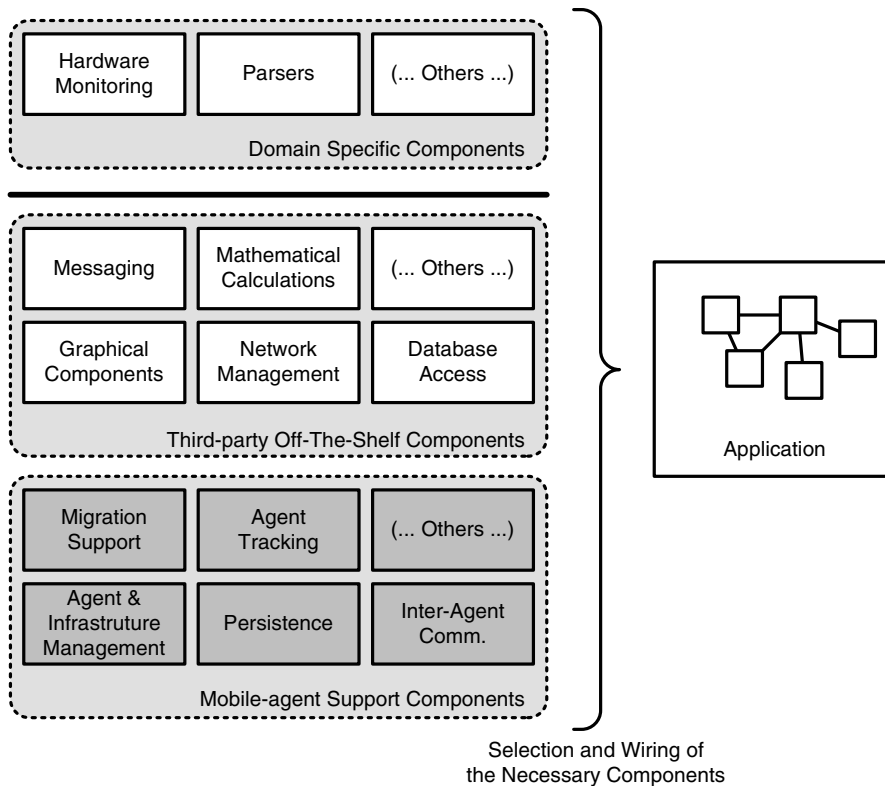 Hardware
Monitoring
Parsers
(... Others ...)
Domain Specific Components
Messaging
Mathematical
Calculations
(... Others ...)
Graphical
Components
Network
Management
Database
Access
Third-party Off-The-Shelf Components
Migration
Support
Agent
Tracking
(... Others ...)
Agent &
Infrastruture
Management
Persistence
Inter-Agent
Comm.
Mobile-agent Support Components
Application
Selection and Wiring of
the Necessary Components